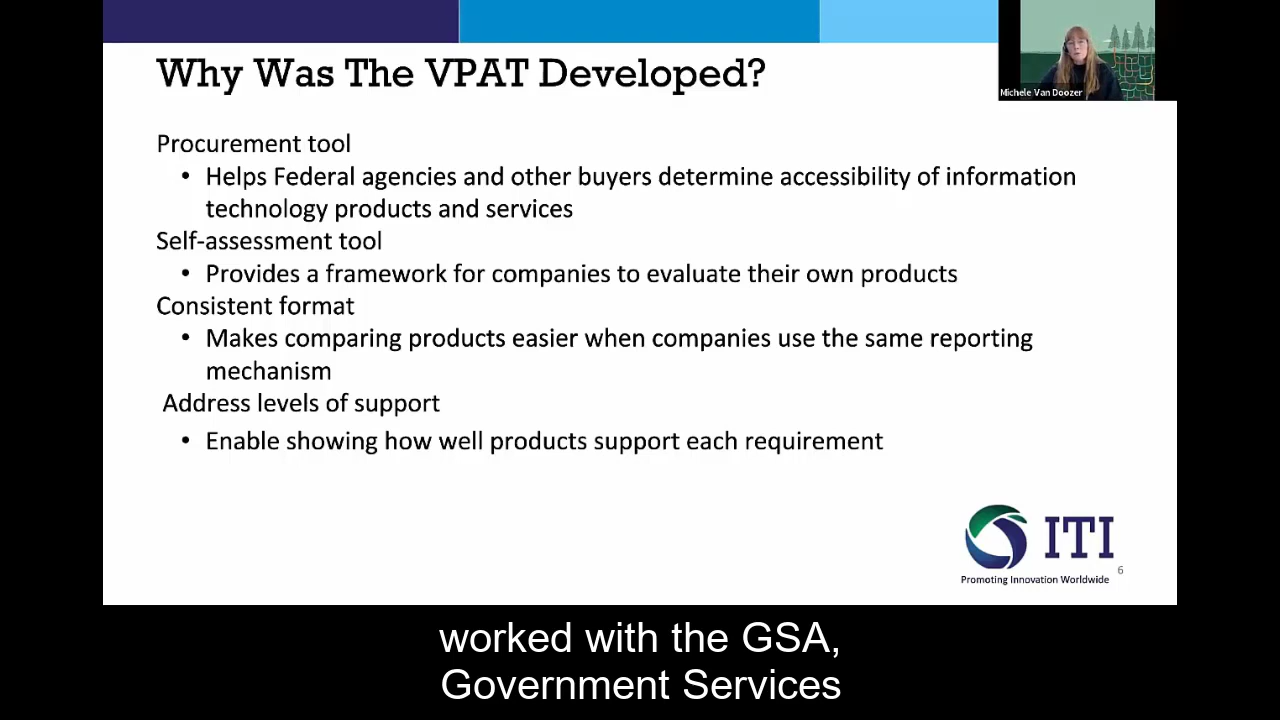 Why Was The VPAT Developed?
Michele Van Doozer
Procurement tool
• Helps Federal agencies and other buyers determine accessibility of information
technology products and services
Self-assessment tool
• Provides a framework for companies to evaluate their own products
Consistent format
• Makes comparing products easier when companies use the same reporting
mechanism
Address levels of support
• Enable showing how well products support each requirement
ITI
Promoting Innovation Worldwide
6
worked with the GSA,
Government Services